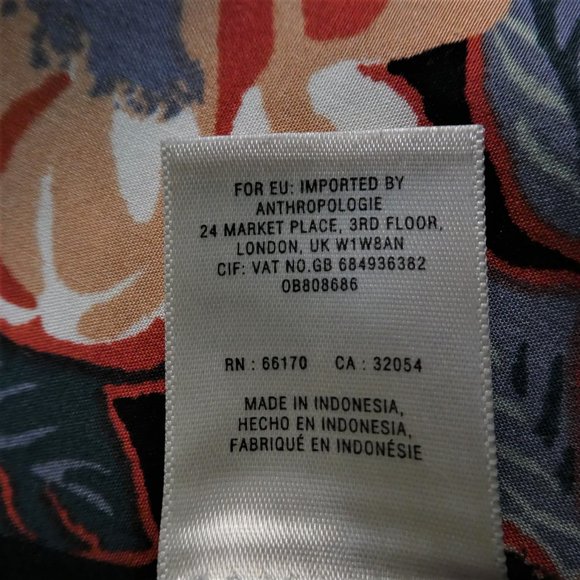 FOR EU: IMPORTED BY
ANTHROPOLOGIE
24 MARKET PLACE, 3RD FLOOR,
LONDON, UK W1W8AN
CIF: VAT NO.GB 684936382
OB808686
RN : 66170 CA : 32054
MADE IN INDONESIA,
HECHO EN INDONESIA,
FABRIQUÉ EN INDONÉSIE